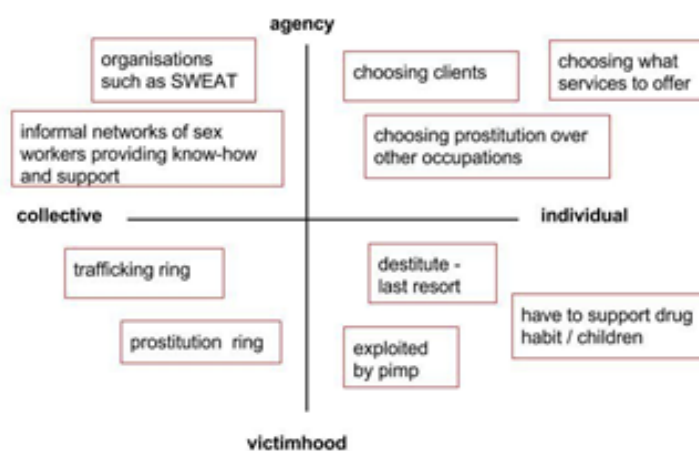 agency
organisations
such as SWEAT
choosing clients
choosing what
services to offer
informal networks of sex
workers providing know-how
and support
choosing prostitution over
other occupations
collective
individual
trafficking ring
destitute -
last resort
prostitution ring
exploited
by pimp
have to support drug
habit / children
victimhood